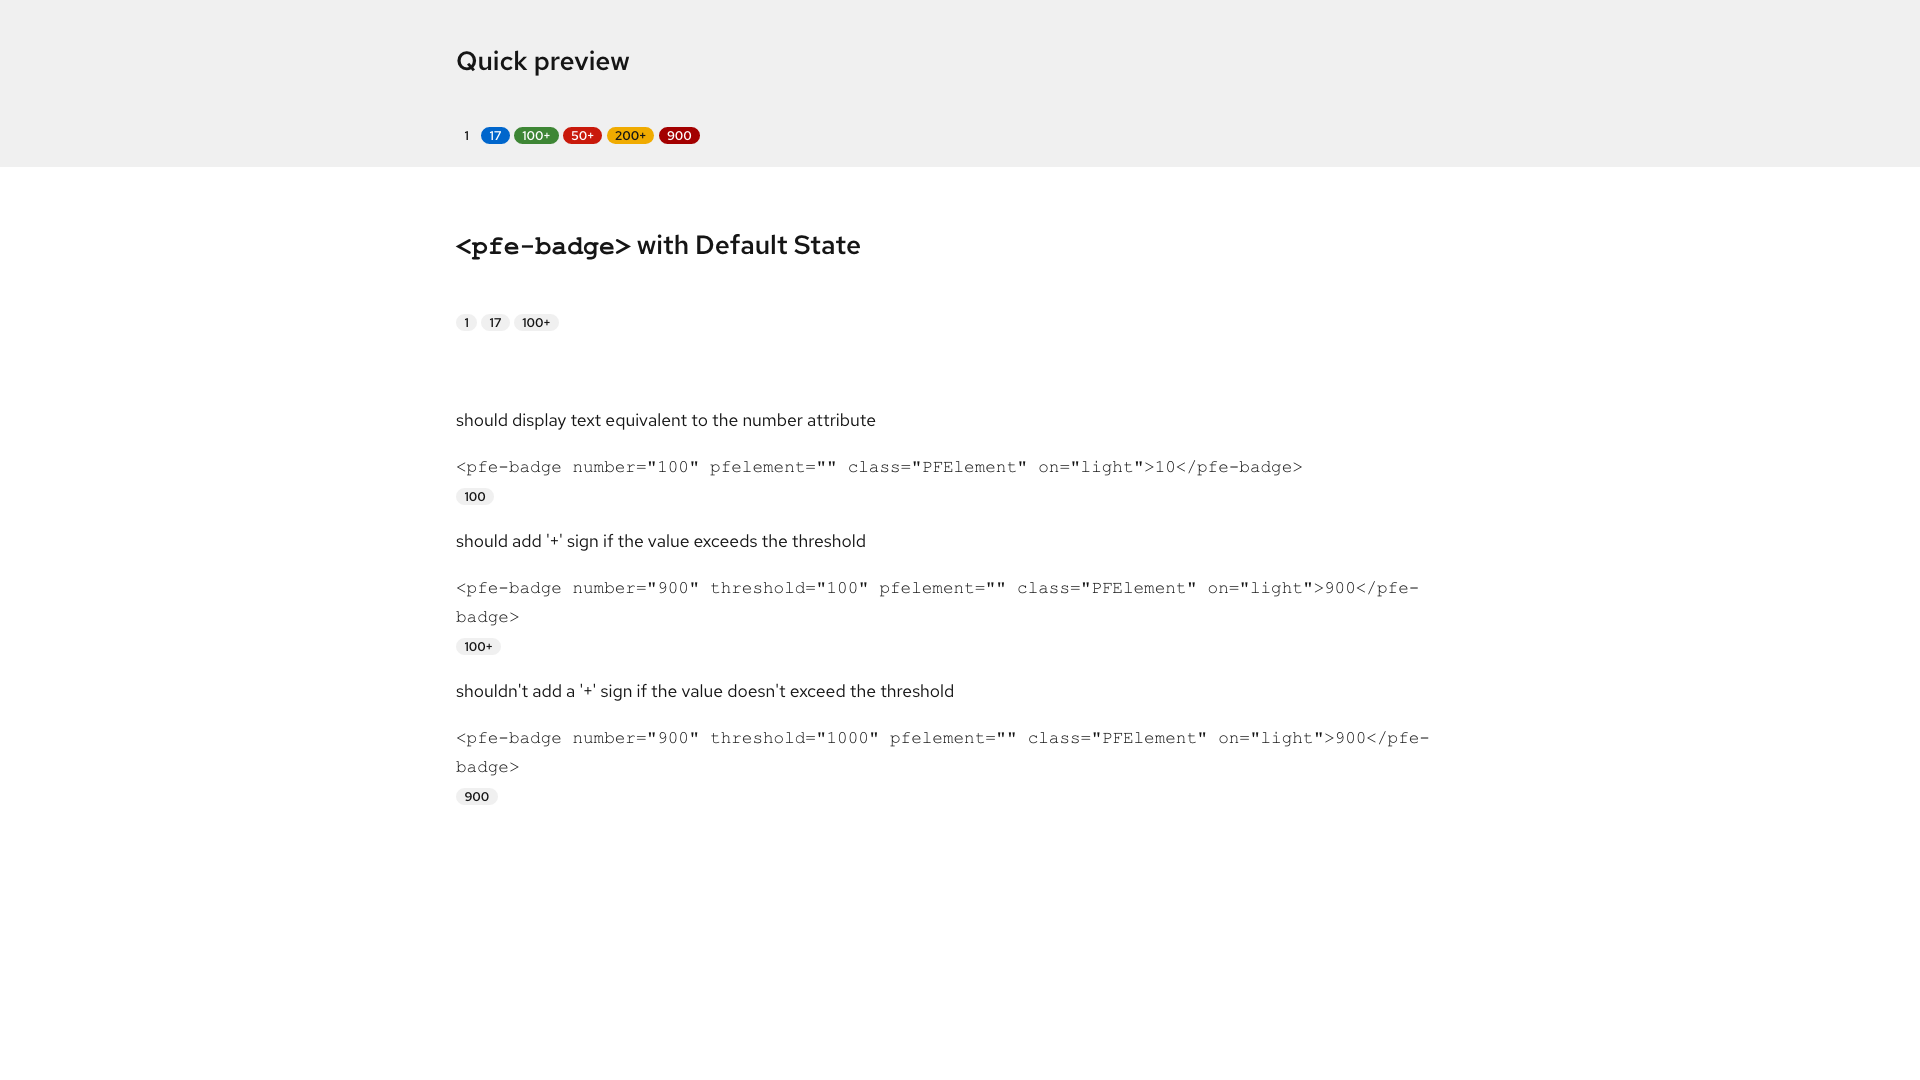 Quick preview
1 17 100+ 50+ 200+ 900
<pfe-badge> with Default State
1 17 100+
should display text equivalent to the number attribute
<pfe-badge number="100" pfelement="" class="PFElement" on="light">10</pfe-badge>
100
should add '+' sign if the value exceeds the threshold
<pfe-badge number="900" threshold="100" pfelement="" class="PFElement" on="light">900</pfe-
badge>
100+
shouldn't add a '+' sign if the value doesn't exceed the threshold
<pfe-badge number="900" threshold="1000" pfelement="" class="PFElement" on="light">900</pfe-
badge>
900